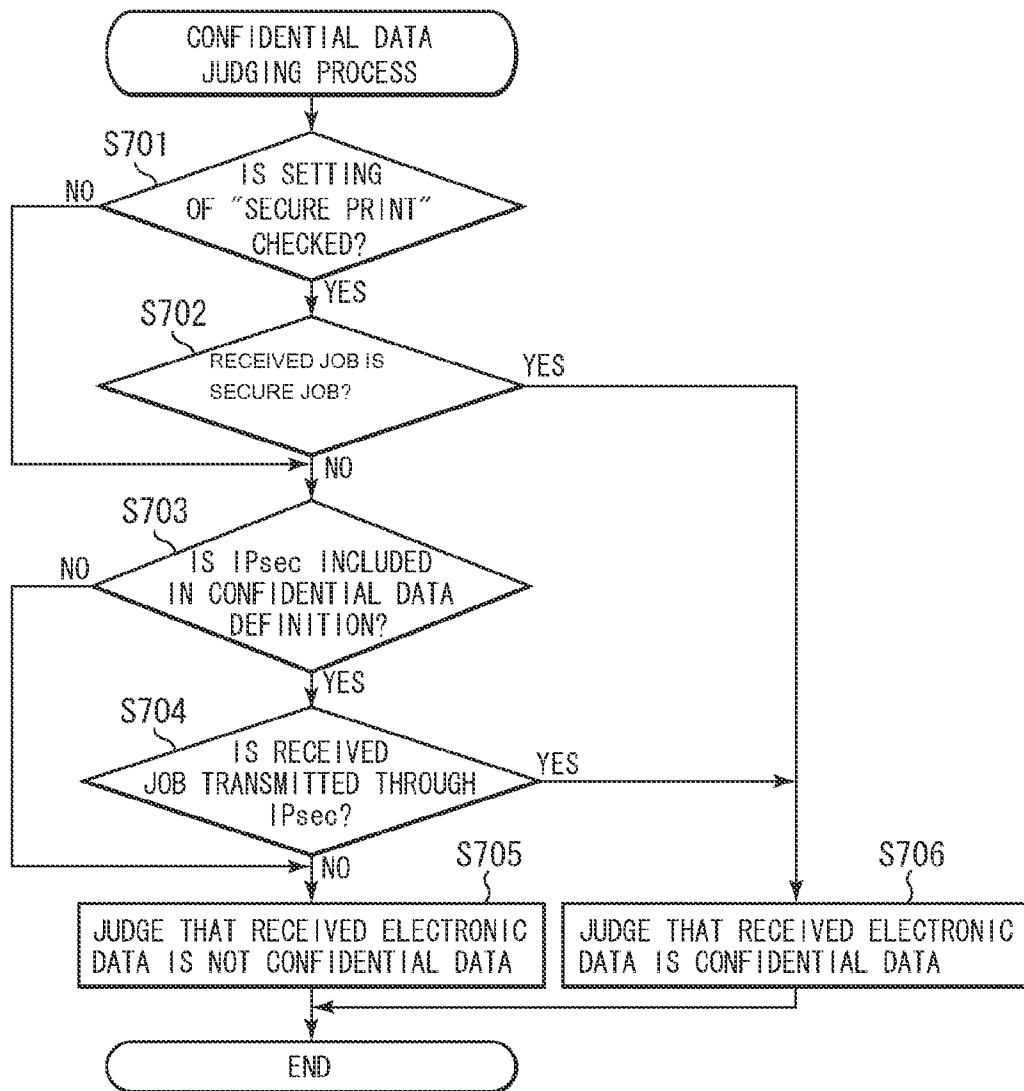 CONFIDENTIAL DATA
JUDGING PROCESS
S701
NO
IS SETTING
OF "SECURE PRINT"
CHECKED?
YES
S702
RECEIVED JOB IS
SECURE JOB?
YES
NO
S703
NO
IS IPsec INCLUDED
IN CONFIDENTIAL DATA
DEFINITION?
YES
S704
IS RECEIVED
JOB TRANSMITTED THROUGH
IPsec?
YES
NO
S705
JUDGE THAT RECEIVED ELECTRONIC
DATA IS NOT CONFIDENTIAL DATA
S706
JUDGE THAT RECEIVED ELECTRONIC
DATA IS CONFIDENTIAL DATA
END